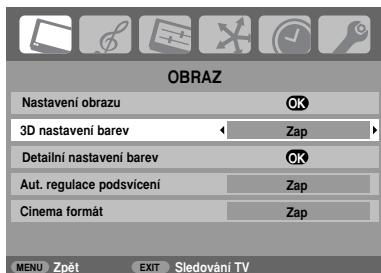 OBRAZ
Nastavení obrazu OK
3D nastavení barev Zap
Detailní nastavení barev OK
Aut. regulace podsvícení Zap
Cinema formát Zap
MENU Zpět EXIT Sledování TV